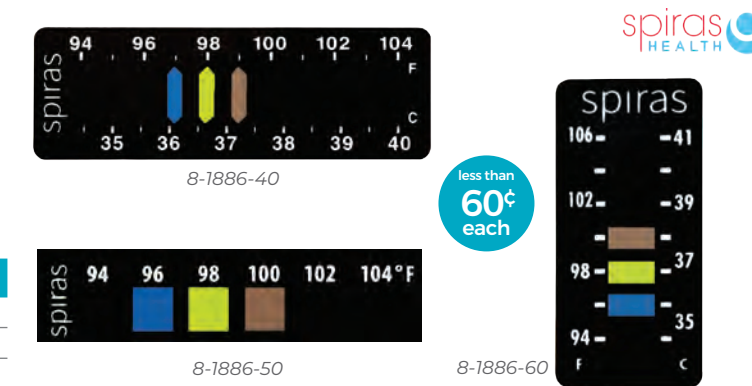 spiras
HEALTH
spiras
94 96 98 100 102 104
F
C
35 36 37 38 39 40
8-1886-40
less than
60¢
each
spiras
94 96 98 100 102 104°F
8-1886-50
spiras
106 41
102 39
98 37
94 35
F C
8-1886-60